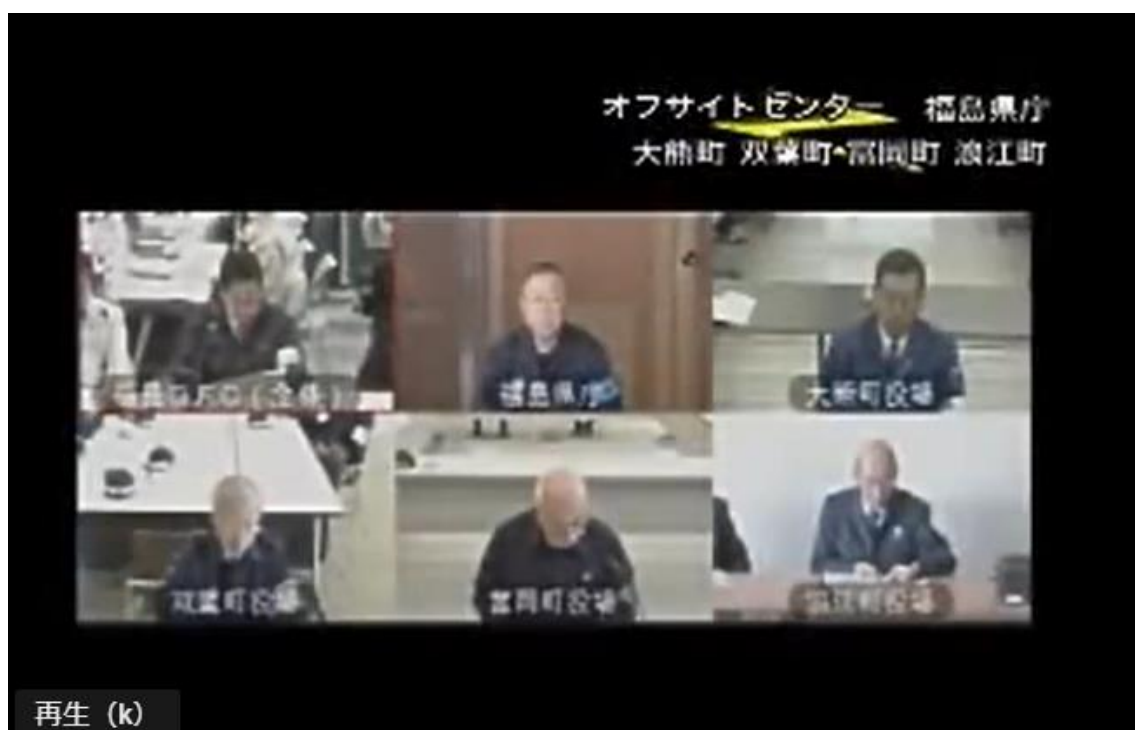 オフサイトセンター 福島県庁
大熊町 双葉町 富岡町 浪江町
福島県庁 大熊町役場
双葉町役場 富岡町役場 浪江町役場
再生 (k)